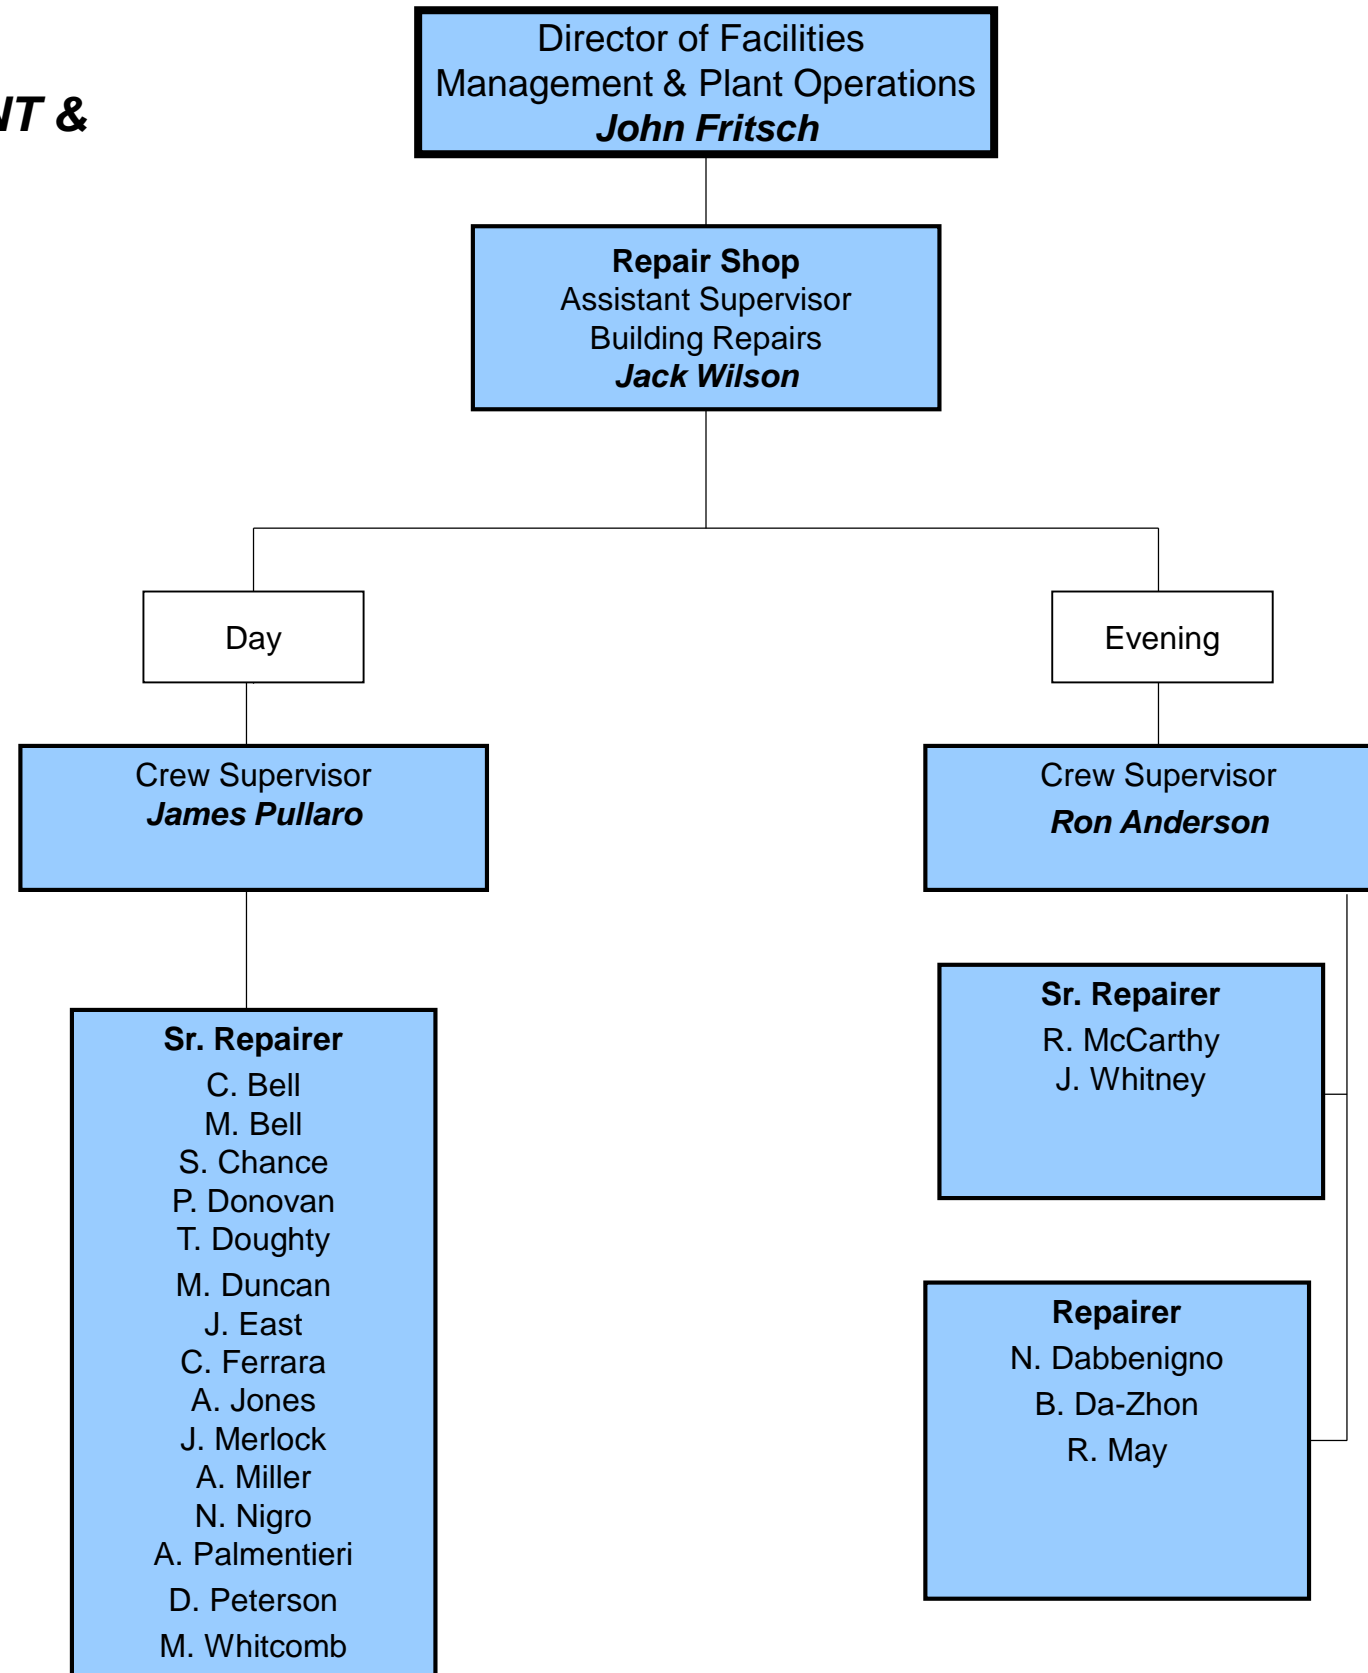 Director of Facilities
Management & Plant Operations
John Fritsch
NT &
Repair Shop
Assistant Supervisor
Building Repairs
Jack Wilson
Day
Evening
Crew Supervisor
James Pullaro
Crew Supervisor
Ron Anderson
Sr. Repairer
C. Bell
M. Bell
S. Chance
P. Donovan
T. Doughty
M. Duncan
J. East
C. Ferrara
A. Jones
J. Merlock
A. Miller
N. Nigro
A. Palmentieri
D. Peterson
M. Whitcomb
Sr. Repairer
R. McCarthy
J. Whitney
Repairer
N. Dabbenigno
B. Da-Zhon
R. May